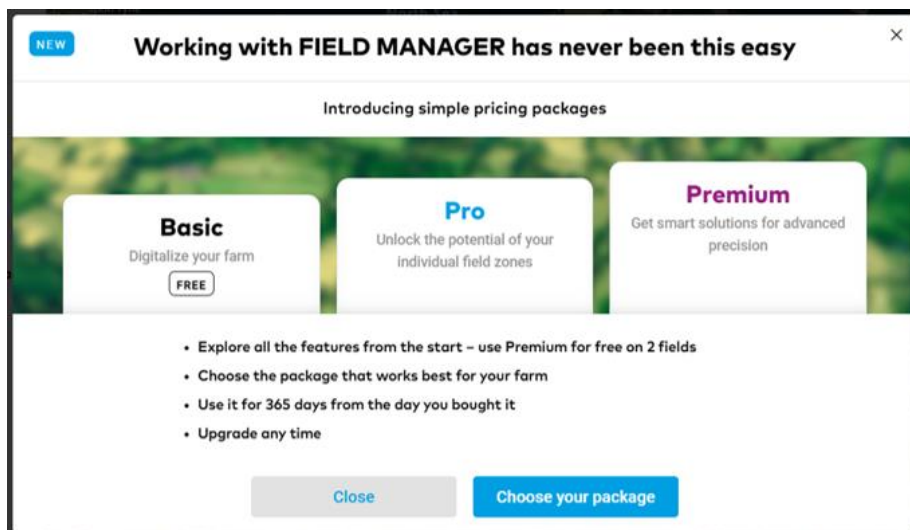 NEW
Working with FIELD MANAGER has never been this easy
Introducing simple pricing packages
Basic
Digitalize your farm
FREE
Pro
Unlock the potential of your
individual field zones
Premium
Get smart solutions for advanced
precision
• Explore all the features from the start – use Premium for free on 2 fields
• Choose the package that works best for your farm
• Use it for 365 days from the day you bought it
• Upgrade any time
Close
Choose your package